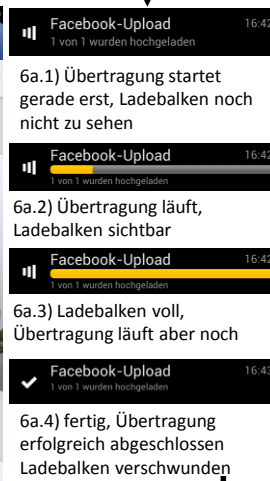 Facebook-Upload 16:42
1 von 1 wurden hochgeladen
6a.1) Übertragung startet
gerade erst, Ladebalken noch
nicht zu sehen
Facebook-Upload 16:42
1 von 1 wurden hochgeladen
6a.2) Übertragung läuft,
Ladebalken sichtbar
Facebook-Upload 16:42
1 von 1 wurden hochgeladen
6a.3) Ladebalken voll,
Übertragung läuft aber noch
Facebook-Upload 16:43
1 von 1 wurden hochgeladen
6a.4) fertig, Übertragung
erfolgreich abgeschlossen
Ladebalken verschwunden